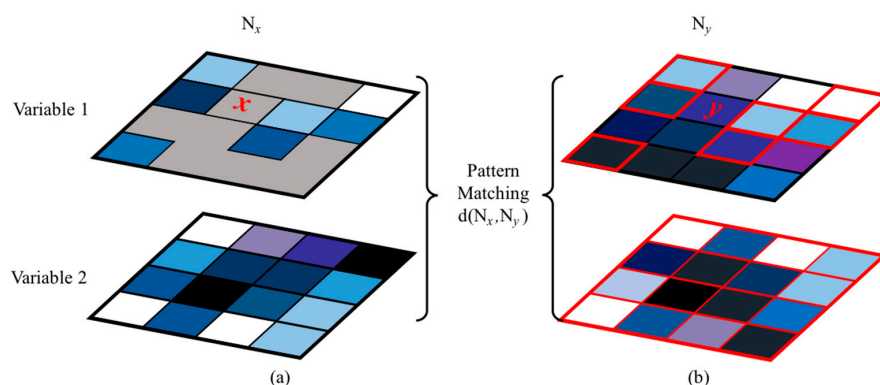 N_x
N_y
Variable 1
x
y
Pattern
Matching
d(N_x,N_y)
Variable 2
(a)
(b)